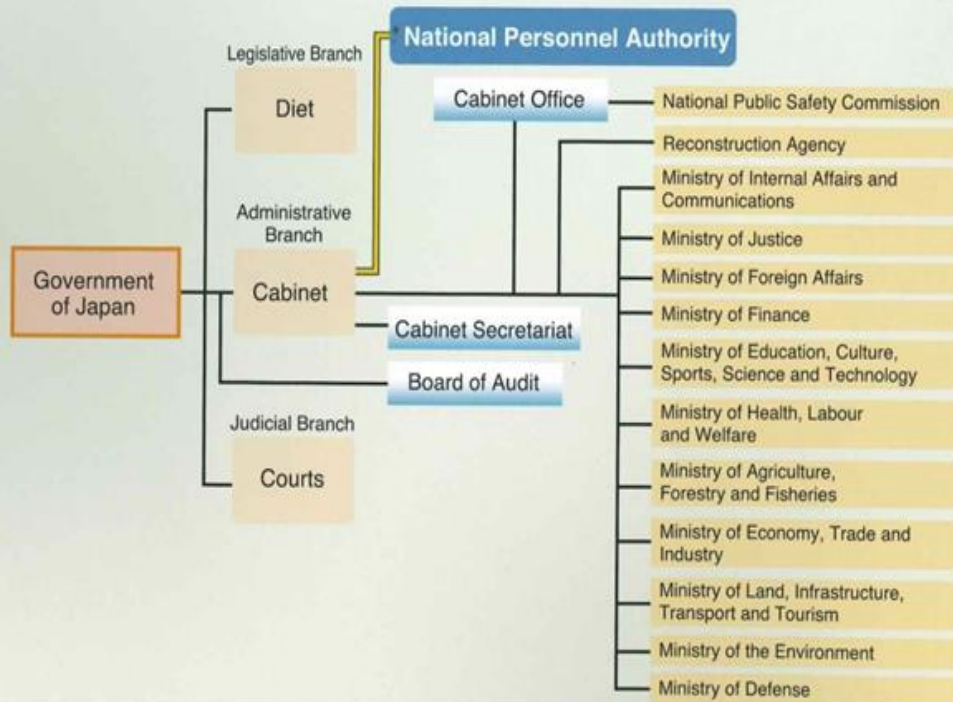 National Personnel Authority
Legislative Branch
Diet
Cabinet Office
National Public Safety Commission
Reconstruction Agency
Ministry of Internal Affairs and
Communications
Administrative
Branch
Ministry of Justice
Government
of Japan
Cabinet
Ministry of Foreign Affairs
Ministry of Finance
Cabinet Secretariat
Ministry of Education, Culture,
Sports, Science and Technology
Board of Audit
Judicial Branch
Courts
Ministry of Health, Labour
and Welfare
Ministry of Agriculture,
Forestry and Fisheries
Ministry of Economy, Trade and
Industry
Ministry of Land, Infrastructure,
Transport and Tourism
Ministry of the Environment
Ministry of Defense